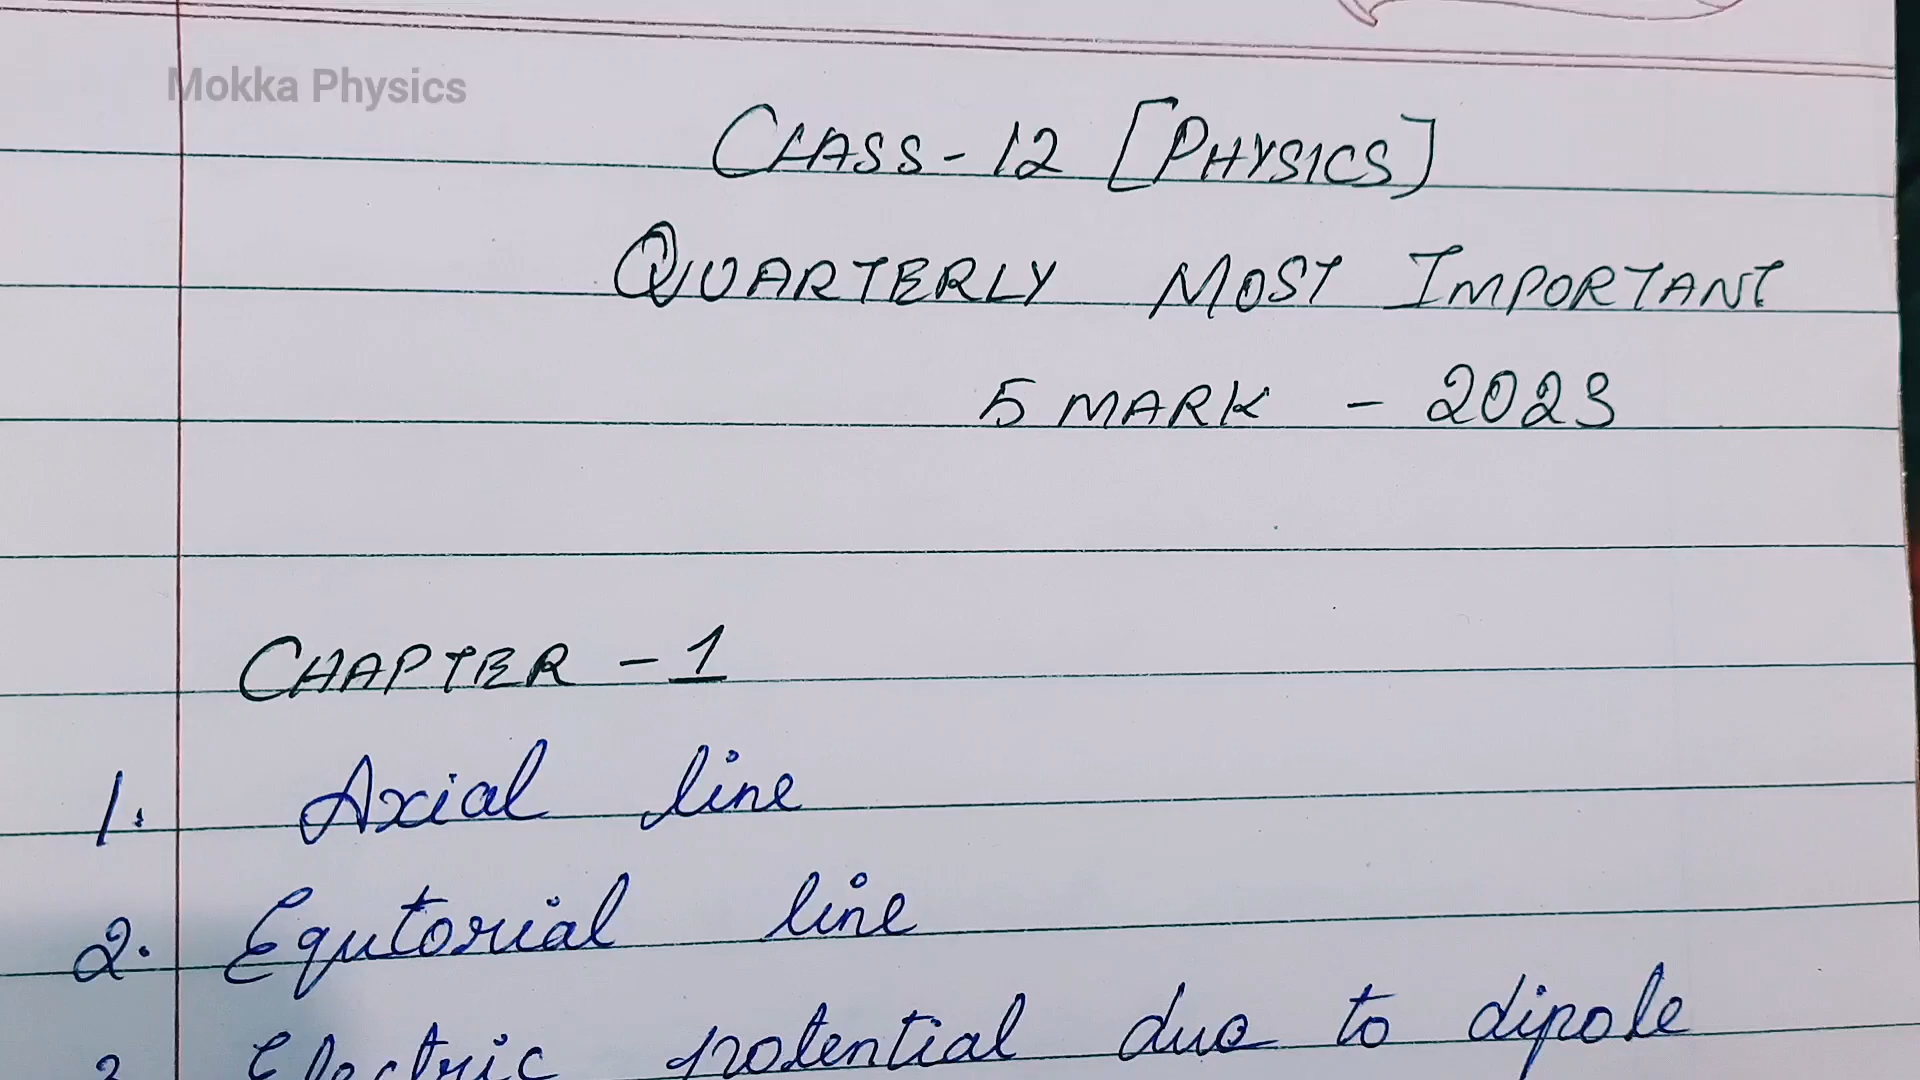 Mokka Physics
CLASS-12 [PHYSICS]
QUARTERLY MOST IMPORTANT
5 MARK - 2023
CHAPTER - 1
1. Axial line
2. Equtorial line
3. Electric potential due to dipole